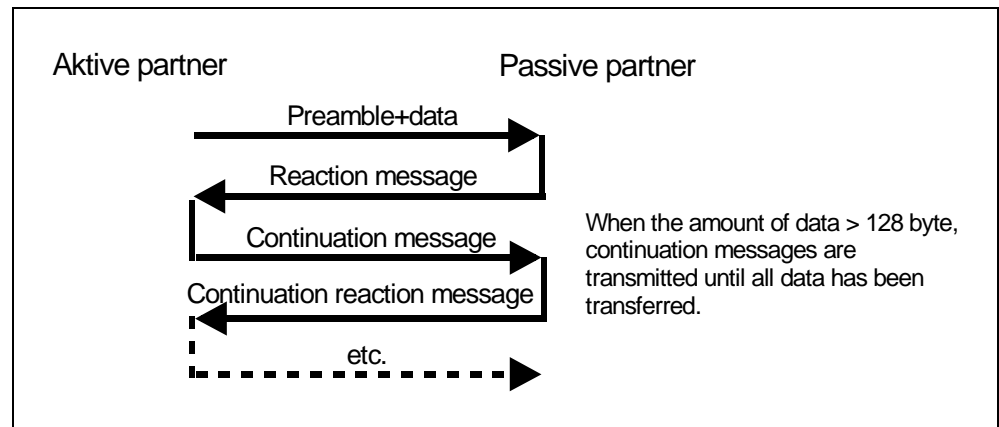 Aktive partner
Passive partner
Preamble+data
Reaction message
Continuation message
Continuation reaction message
etc.
When the amount of data > 128 byte,
continuation messages are
transmitted until all data has been
transferred.